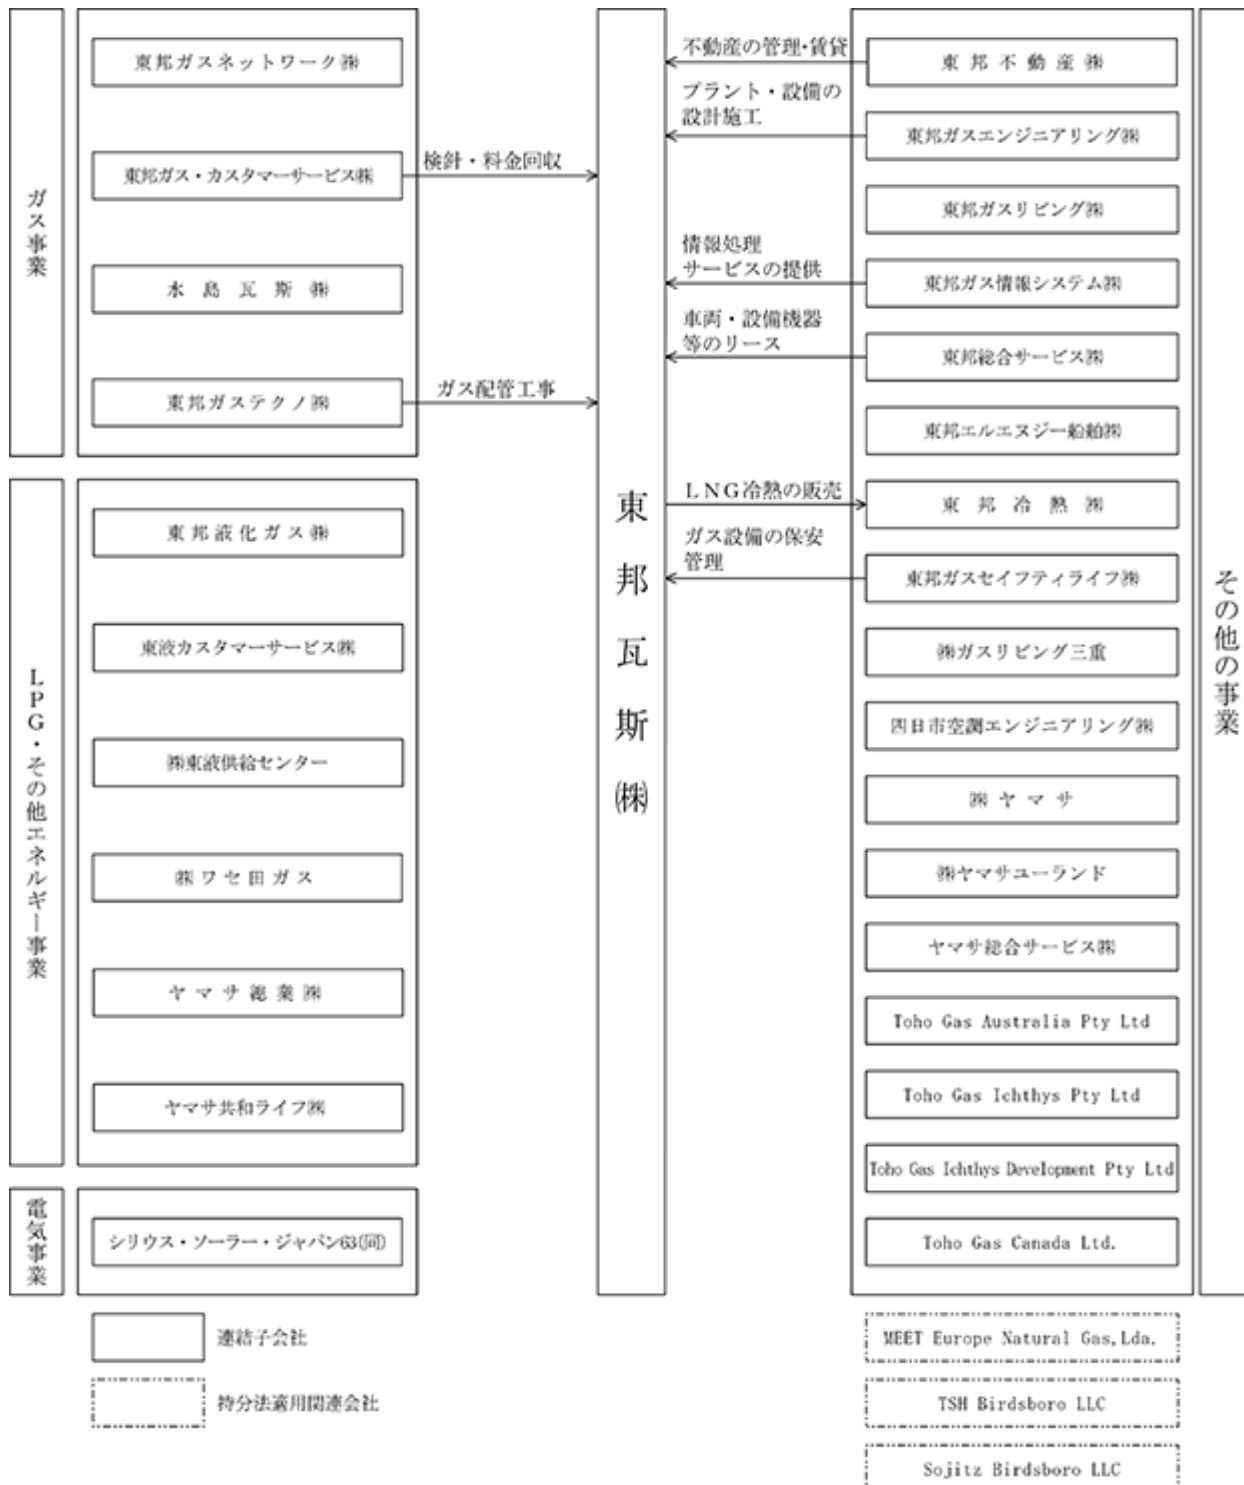 ガス事業
東邦ガスネットワーク㈱
東邦ガス・カスタマーサービス㈱
水島瓦斯㈱
東邦ガステクノ㈱
検針・料金回収
ガス配管工事
LPG・その他エネルギー事業
東邦液化ガス㈱
東液カスタマーサービス㈱
㈱東液供給センター
㈱ワセ田ガス
ヤマサ總業㈱
ヤマサ共和ライフ㈱
電気事業
シリウス・ソーラー・ジャパン63(同)
東邦瓦斯㈱
不動産の管理・賃貸
プラント・設備の
設計施工
情報処理
サービスの提供
車両・設備機器
等のリース
LNG冷熱の販売
ガス設備の保安
管理
東邦不動産㈱
東邦ガスエンジニアリング㈱
東邦ガスリビング㈱
東邦ガス情報システム㈱
東邦総合サービス㈱
東邦エルエヌジー船舶㈱
東邦冷熱㈱
東邦ガスセイフティライフ㈱
㈱ガスリビング三重
四日市空調エンジニアリング㈱
㈱ヤマサ
㈱ヤマサユーランド
ヤマサ総合サービス㈱
Toho Gas Australia Pty Ltd
Toho Gas Ichthys Pty Ltd
Toho Gas Ichthys Development Pty Ltd
Toho Gas Canada Ltd.
その他の事業
連結子会社
持分法適用関連会社
MEET Europe Natural Gas,Lda.
TSH Birdsboro LLC
Sojitz Birdsboro LLC